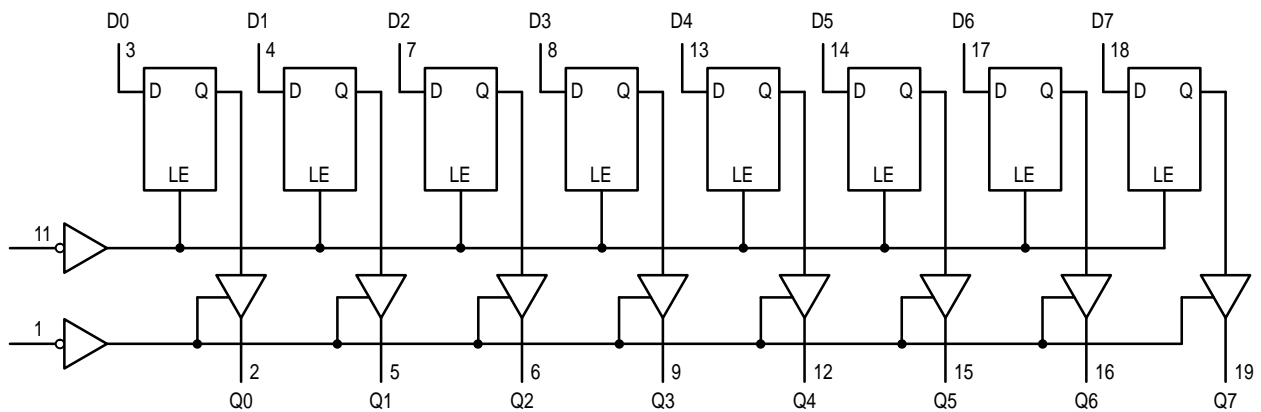 D0 D1 D2 D3 D4 D5 D6 D7
3 4 7 8 13 14 17 18
D Q D Q D Q D Q D Q D Q D Q D Q
LE LE LE LE LE LE LE LE
11
1
2 5 6 9 12 15 16 19
Q0 Q1 Q2 Q3 Q4 Q5 Q6 Q7